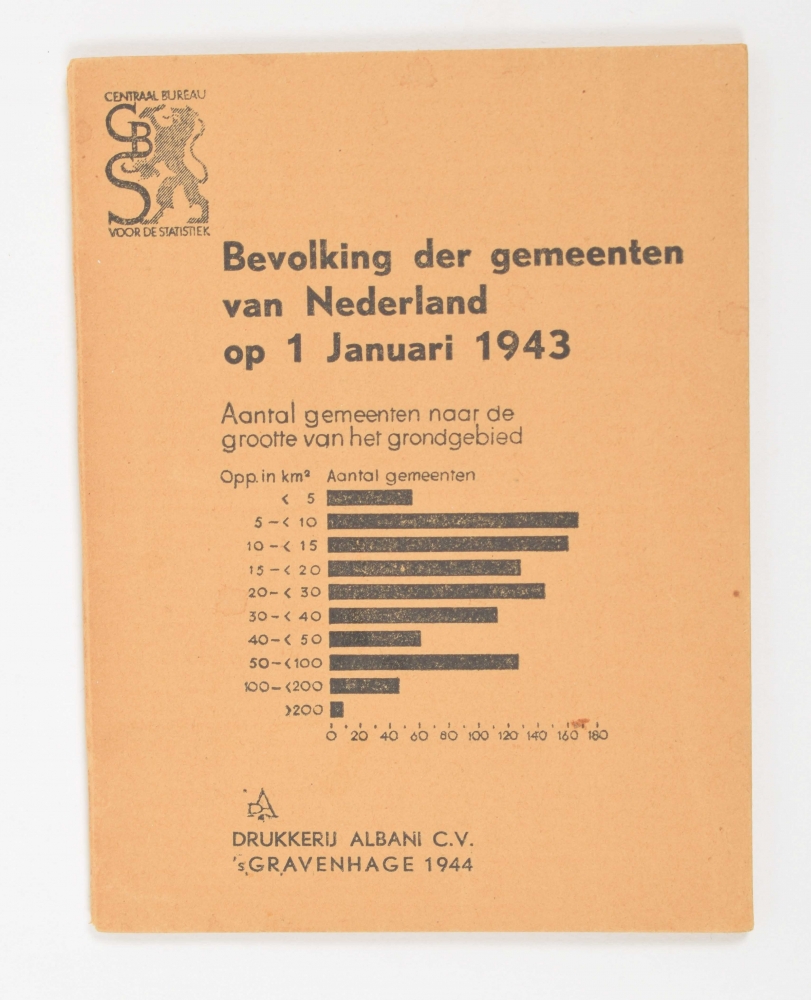 CENTRAAL BUREAU
CBS
VOOR DE STATISTIEK
Bevolking der gemeenten
van Nederland
op 1 Januari 1943
Aantal gemeenten naar de
grootte van het grondgebied
Opp. in km² Aantal gemeenten
< 5
5-< 10
10-< 15
15-< 20
20-< 30
30-< 40
40-< 50
50-<100
100-<200
>200
0 20 40 60 80 100 120 140 160 180
DA
DRUKKERIJ ALBANI C.V.
'sGRAVENHAGE 1944